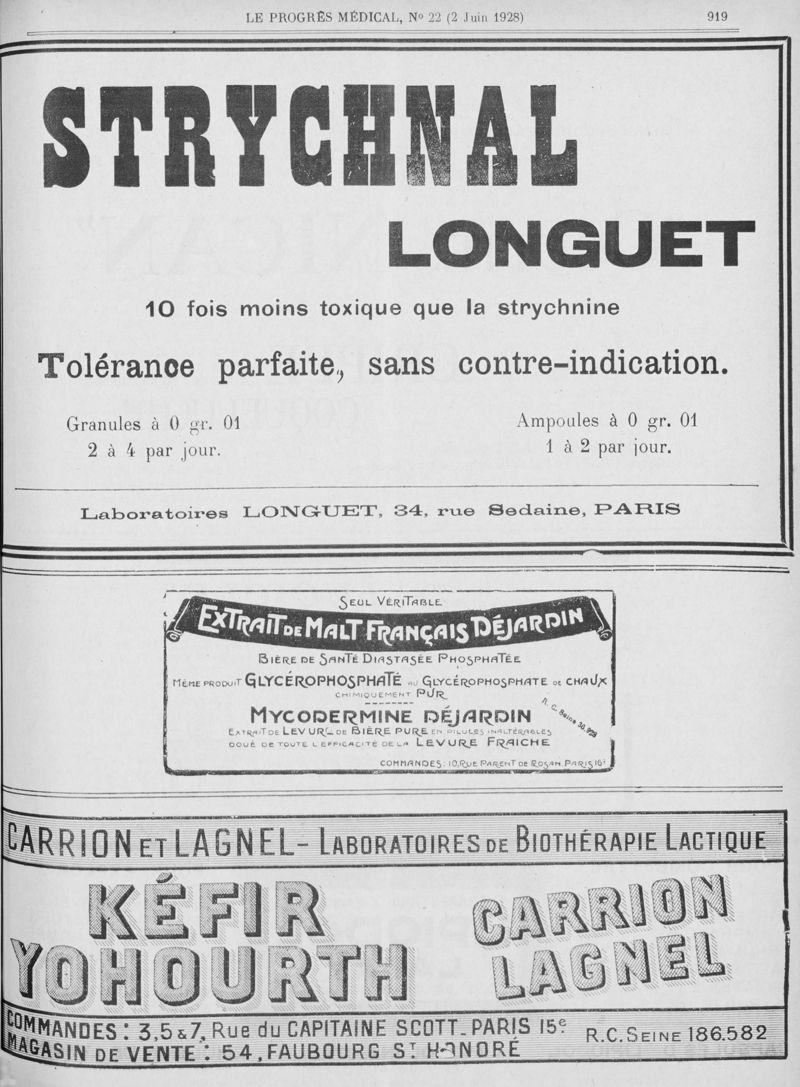 LE PROGRÊS MÉDICAL, Nº 22 (2 Juin 1928)
919
STRYCHNAL
LONGUET
10 fois moins toxique que la strychnine
Tolérance parfaite, sans contre-indication.
Granules à 0 gr. 01
2 à 4 par jour.
Ampoules à 0 gr. 01
1 à 2 par jour.
Laboratoires LONGUET, 34, rue Sedaine, PARIS
SEUL VÉRITABLE
EXTRAIT DE MALT FRANÇAIS DÉJARDIN
BIÈRE DE SANTÉ DIASTASÉE PHOSPHATÉE
MÊME PRODUIT GLYCÉROPHOSPHATÉ AU GLYCÉROPHOSPHATE DE CHAUX
CHIMIQUEMENT PUR
MYCODERMINE DÉJARDIN
R. C. Seine
EXTRAIT DE LEVURE DE BIÈRE PURE EN PILULES INALTÉRABLES
DOUÉ DE TOUTE L'EFFICACITÉ DE LA LEVURE FRAICHE
COMMANDES: 10, RUE PARENT DE ROSAN. PARIS 16e
CARRION ET LAGNEL - LABORATOIRES DE BIOTHÉRAPIE LACTIQUE
KÉFIR
YOHOURTH
CARRION
LAGNEL
COMMANDES: 3,5&7, Rue du CAPITAINE SCOTT_PARIS 15e
MAGASIN DE VENTE: 54, FAUBOURG ST HONORÉ
R.C. SEINE 186.582